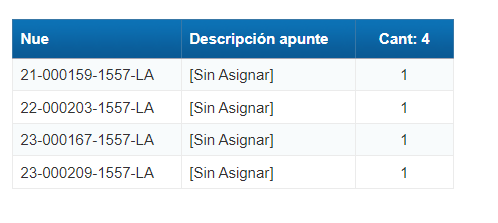 Nue Descripción apunte Cant: 4
21-000159-1557-LA [Sin Asignar] 1
22-000203-1557-LA [Sin Asignar] 1
23-000167-1557-LA [Sin Asignar] 1
23-000209-1557-LA [Sin Asignar] 1